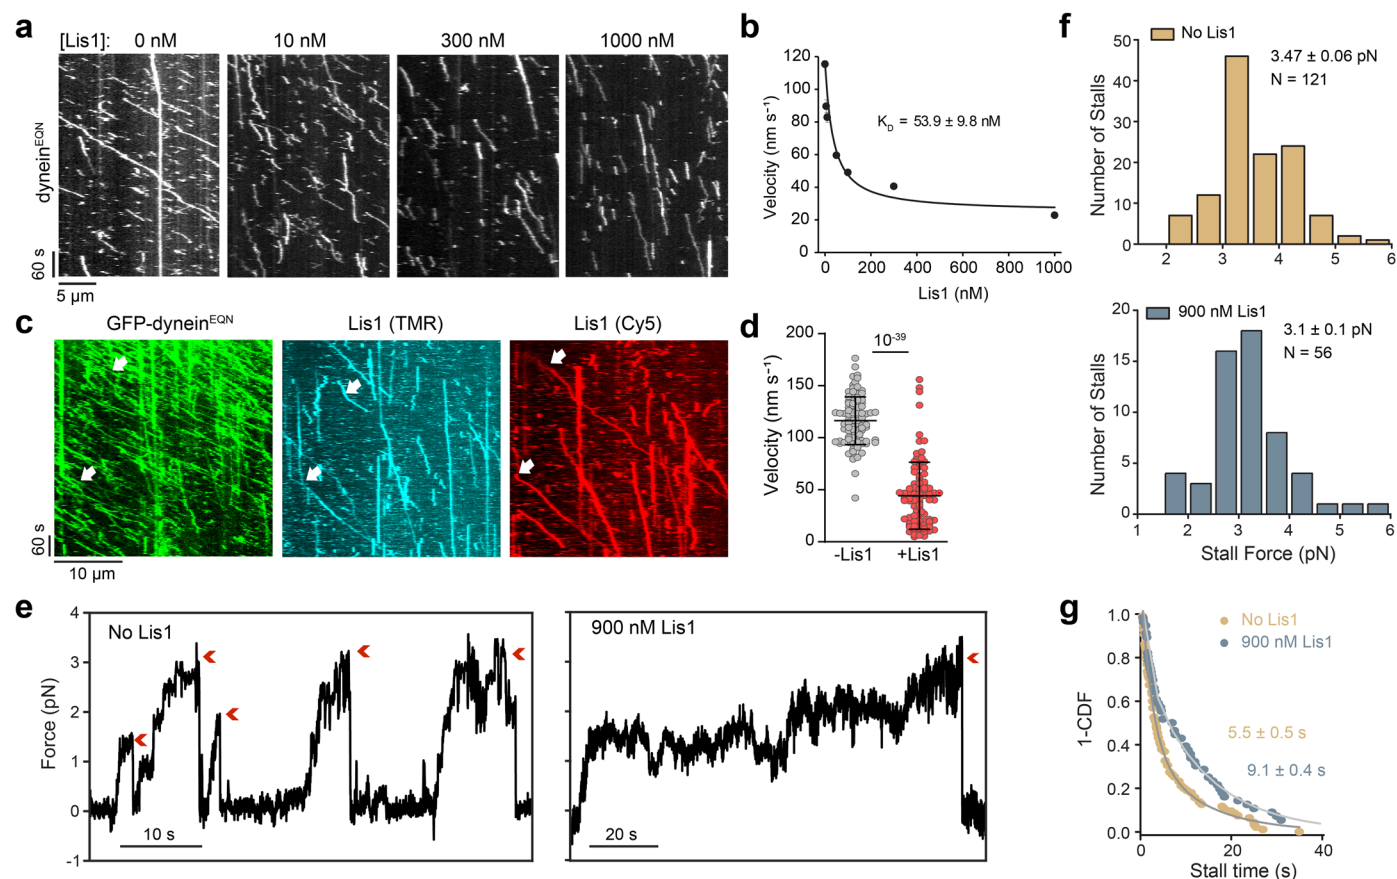 a
[Lis1]: 0 nM 10 nM 300 nM 1000 nM
dyneinEQN
60 s
5 µm
b
120
100
80
60
40
20
0
Velocity (nm s⁻¹)
KD = 53.9 ± 9.8 nM
0 200 400 600 800 1000
Lis1 (nM)
c
GFP-dyneinEQN Lis1 (TMR) Lis1 (Cy5)
60 s
10 µm
d
200
150
100
50
0
Velocity (nm s⁻¹)
10⁻³⁹
-Lis1 +Lis1
e
4
3
2
1
0
-1
Force (pN)
No Lis1
10 s
900 nM Lis1
20 s
f
No Lis1
3.47 ± 0.06 pN
N = 121
50
40
30
20
10
0
Number of Stalls
2 3 4 5 6
900 nM Lis1
3.1 ± 0.1 pN
N = 56
20
15
10
5
0
Number of Stalls
1 2 3 4 5 6
Stall Force (pN)
g
No Lis1
900 nM Lis1
1.0
0.8
0.6
0.4
0.2
0.0
1-CDF
5.5 ± 0.5 s
9.1 ± 0.4 s
0 20 40
Stall time (s)